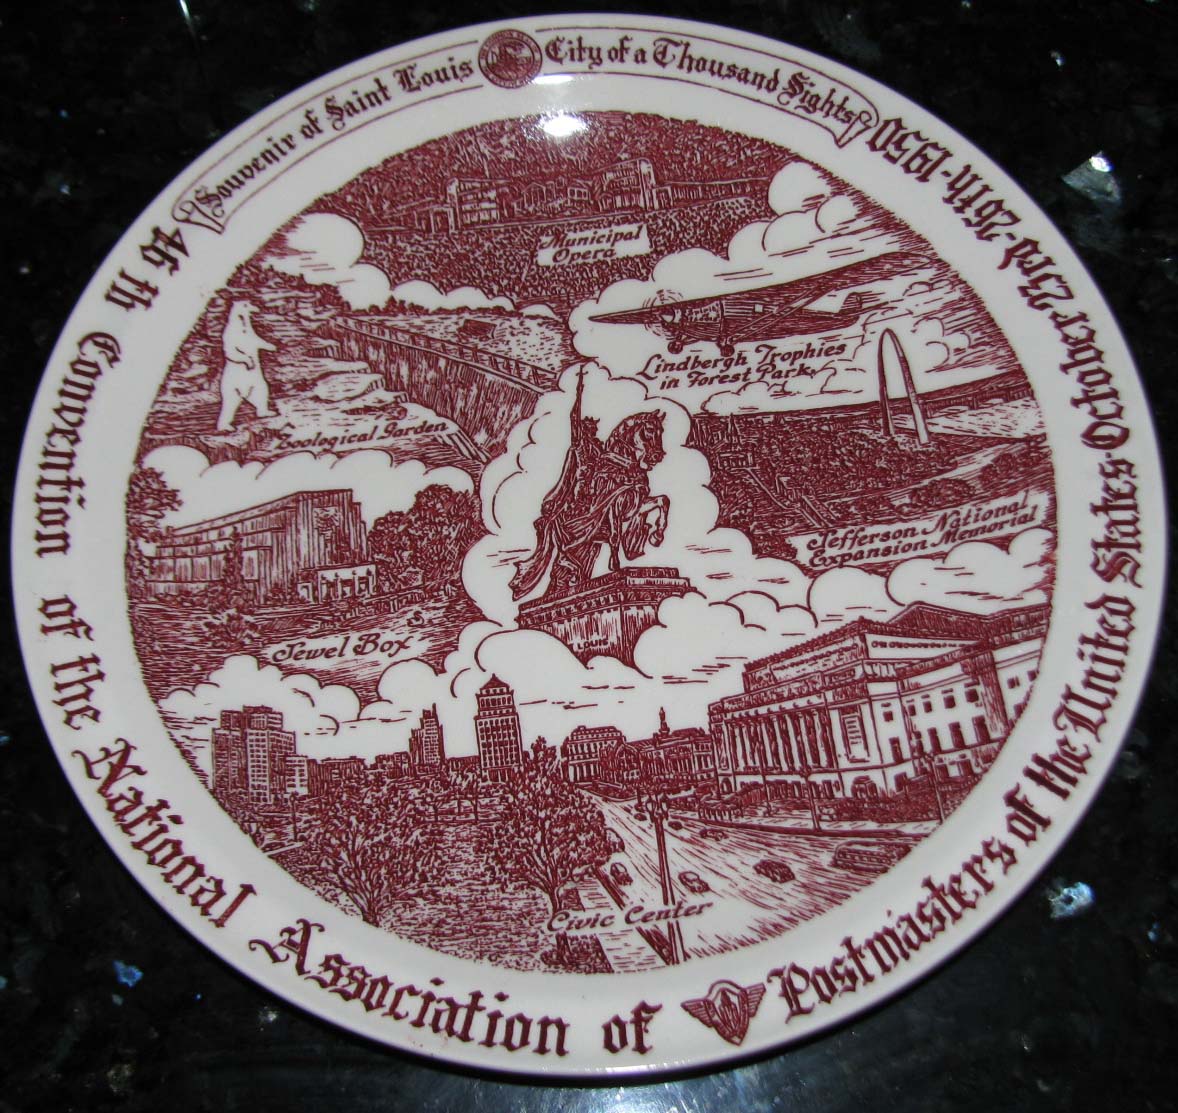 Souvenir of Saint Louis
City of a Thousand Sights
46th Convention of the National Association of Postmasters of the United States-October 23rd-26th-1950
Municipal
Opera
Lindbergh Trophies
in Forest Park
Zoological Garden
Jefferson National
Expansion Memorial
Jewel Box
Civic Center